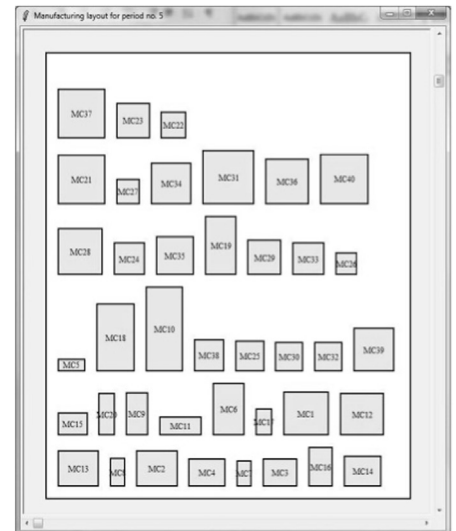 Manufacturing layout for period no. 5
MC37 MC23 MC22
MC21 MC27 MC34 MC31 MC36 MC40
MC28 MC24 MC35 MC19 MC29 MC33 MC26
MC5 MC18 MC10 MC38 MC25 MC30 MC32 MC39
MC15 MC20 MC9 MC11 MC6 MC17 MC1 MC12
MC13 MC8 MC2 MC4 MC7 MC3 MC16 MC14